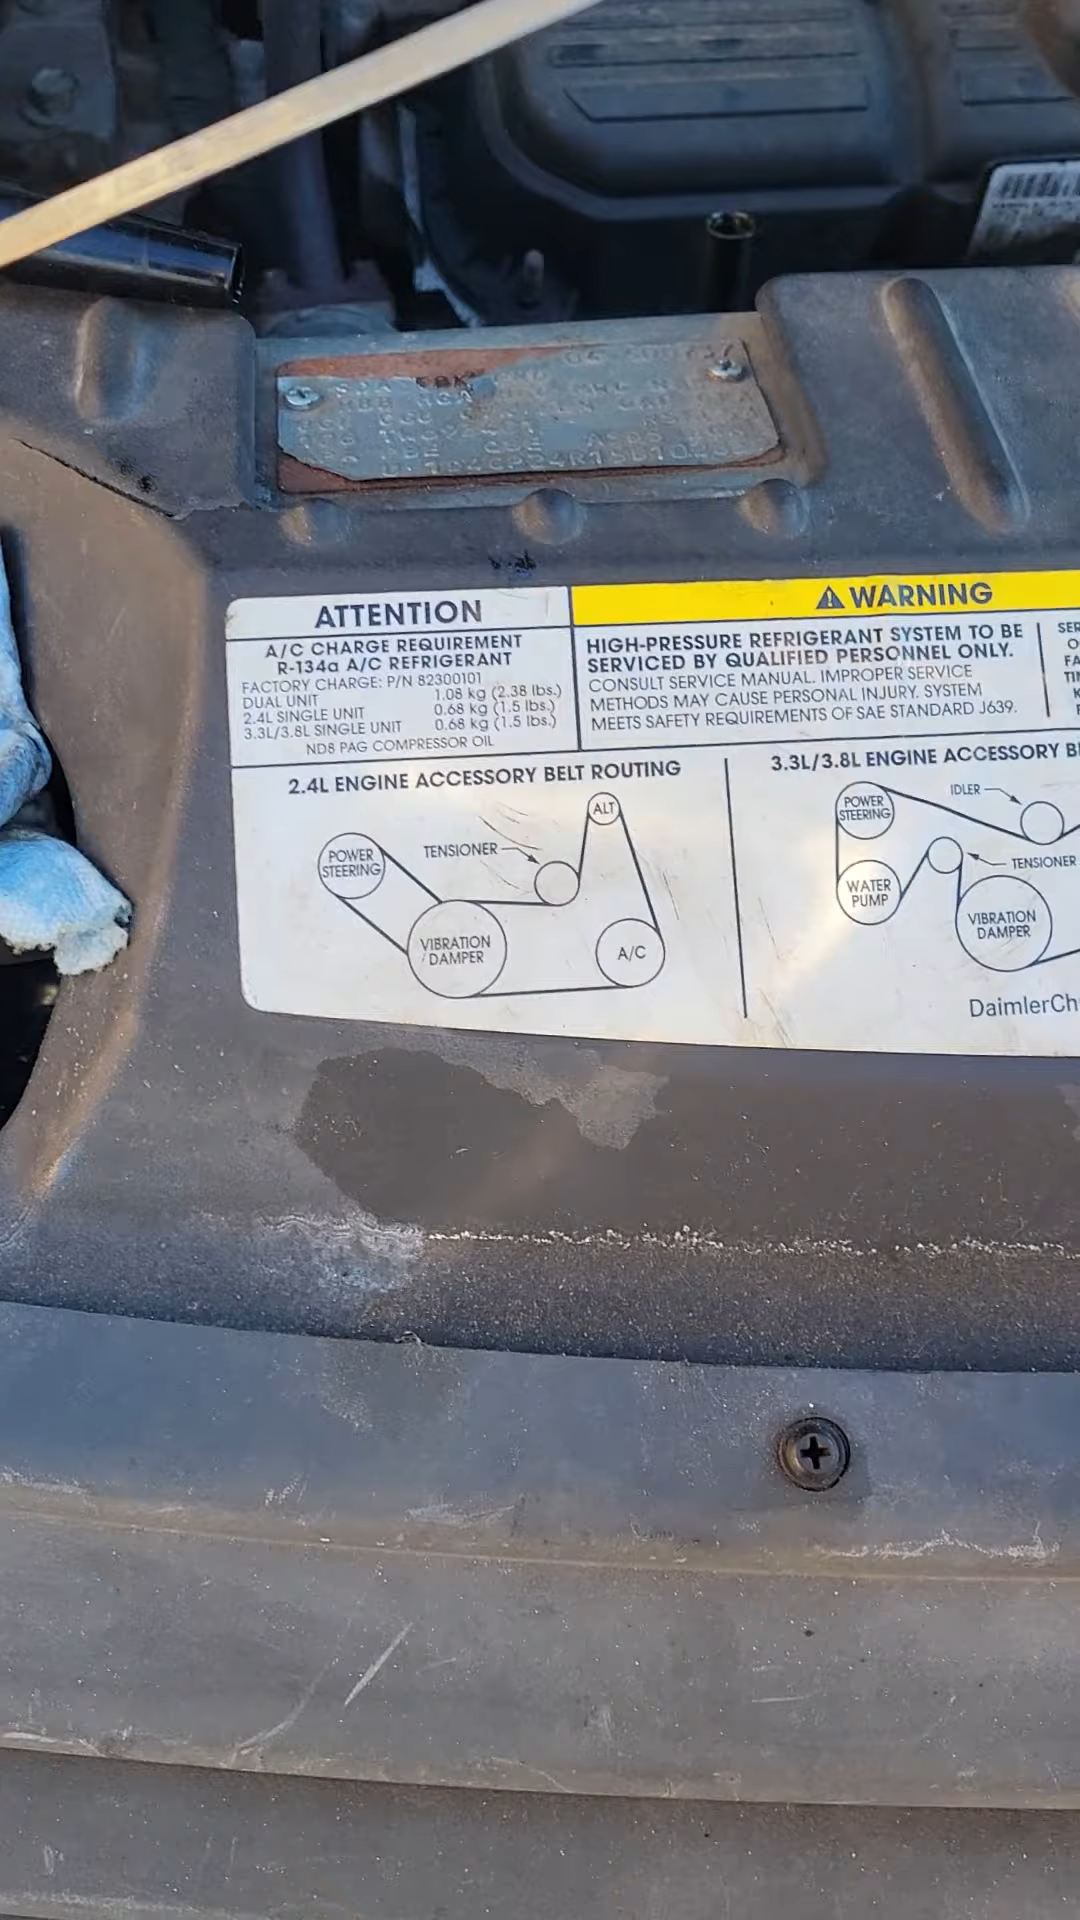 ATTENTION
A/C CHARGE REQUIREMENT
R-134a A/C REFRIGERANT
FACTORY CHARGE: P/N 82300101
DUAL UNIT 1.08 kg (2.38 lbs.)
2.4L SINGLE UNIT 0.68 kg (1.5 lbs.)
3.3L/3.8L SINGLE UNIT 0.68 kg (1.5 lbs.)
ND8 PAG COMPRESSOR OIL
WARNING
HIGH-PRESSURE REFRIGERANT SYSTEM TO BE
SERVICED BY QUALIFIED PERSONNEL ONLY.
CONSULT SERVICE MANUAL. IMPROPER SERVICE
METHODS MAY CAUSE PERSONAL INJURY. SYSTEM
MEETS SAFETY REQUIREMENTS OF SAE STANDARD J639.
2.4L ENGINE ACCESSORY BELT ROUTING
POWER
STEERING
TENSIONER
ALT
VIBRATION
DAMPER
A/C
3.3L/3.8L ENGINE ACCESSORY
POWER
STEERING
IDLER
TENSIONER
WATER
PUMP
VIBRATION
DAMPER
DaimlerCh